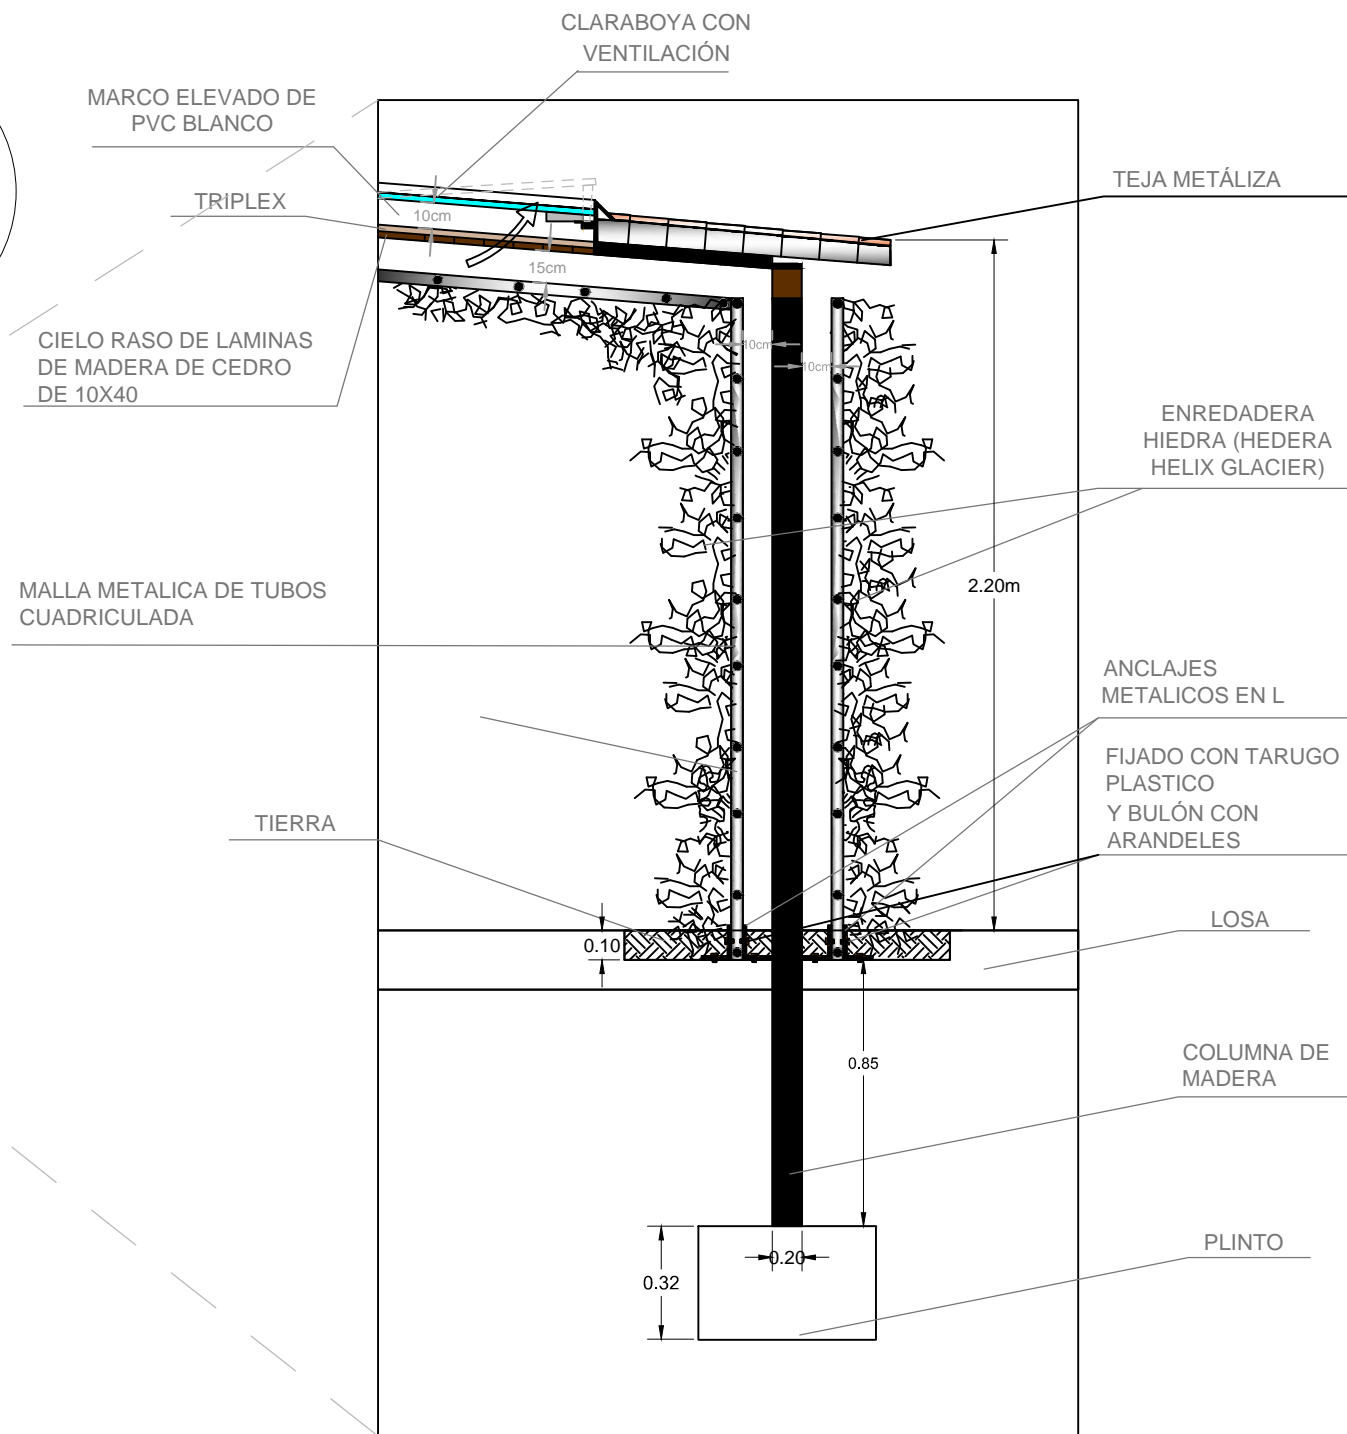 CLARABOYA CON
VENTILACIÓN
MARCO ELEVADO DE
PVC BLANCO
TRIPLEX
TEJA METÁLIZA
10cm
15cm
CIELO RASO DE LAMINAS
DE MADERA DE CEDRO
DE 10X40
10cm
10cm
ENREDADERA
HIEDRA (HEDERA
HELIX GLACIER)
2.20m
MALLA METALICA DE TUBOS
CUADRICULADA
ANCLAJES
METALICOS EN L
FIJADO CON TARUGO
PLASTICO
Y BULÓN CON
ARANDELES
TIERRA
LOSA
0.10
0.85
COLUMNA DE
MADERA
PLINTO
0.20
0.32